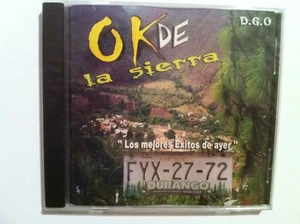 OK DE
D.G.O
la sierra
" Los mejores Exitos de ayer "
FYX-27-72
DURANGO